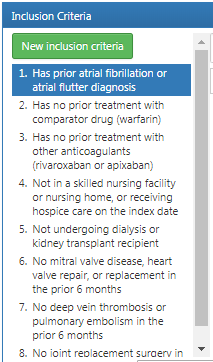 Inclusion Criteria
New inclusion criteria
1. Has prior atrial fibrillation or
atrial flutter diagnosis
2. Has no prior treatment with
comparator drug (warfarin)
3. Has no prior treatment with
other anticoagulants
(rivaroxaban or apixaban)
4. Not in a skilled nursing facility
or nursing home, or receiving
hospice care on the index date
5. Not undergoing dialysis or
kidney transplant recipient
6. No mitral valve disease, heart
valve repair, or replacement in
the prior 6 months
7. No deep vein thrombosis or
pulmonary embolism in the
prior 6 months
8. No joint replacement surgery in